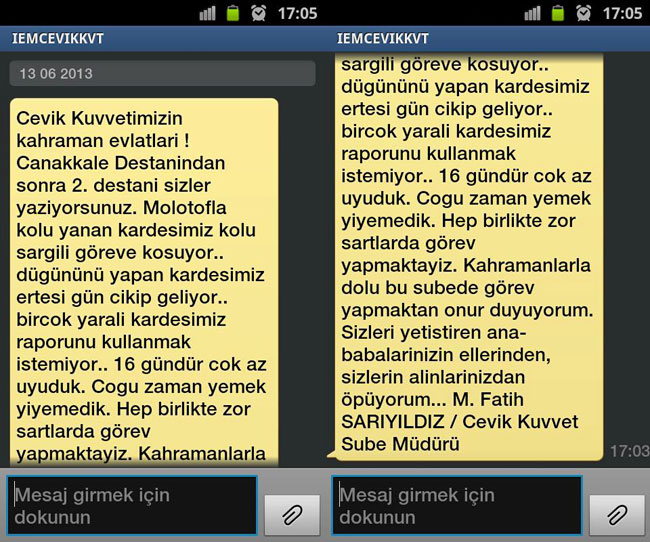 17:05
IEMCEVIKKVT
13 06 2013
Cevik Kuvvetimizin
kahraman evlatlari !
Canakkale Destanindan
sonra 2. destani sizler
yaziyorsunuz. Molotofla
kolu yanan kardesimiz kolu
sargili göreve kosuyor..
dügününü yapan kardesimiz
ertesi gün cikip geliyor..
bircok yarali kardesimiz
raporunu kullanmak
istemiyor.. 16 gündür cok az
uyuduk. Cogu zaman yemek
yiyemedik. Hep birlikte zor
sartlarda görev
yapmaktayiz. Kahramanlarla
Mesaj girmek için
dokunun
17:05
IEMCEVIKKVT
sargili göreve kosuyor..
dügününü yapan kardesimiz
ertesi gün cikip geliyor..
bircok yarali kardesimiz
raporunu kullanmak
istemiyor.. 16 gündür cok az
uyuduk. Cogu zaman yemek
yiyemedik. Hep birlikte zor
sartlarda görev
yapmaktayiz. Kahramanlarla
dolu bu subede görev
yapmaktan onur duyuyorum.
Sizleri yetistiren ana-
babalarinizin ellerinden,
sizlerin alinlarinizdan
öpüyorum... M. Fatih
SARIYILDIZ / Cevik Kuvvet
Sube Müdürü
17:03
Mesaj girmek için
dokunun